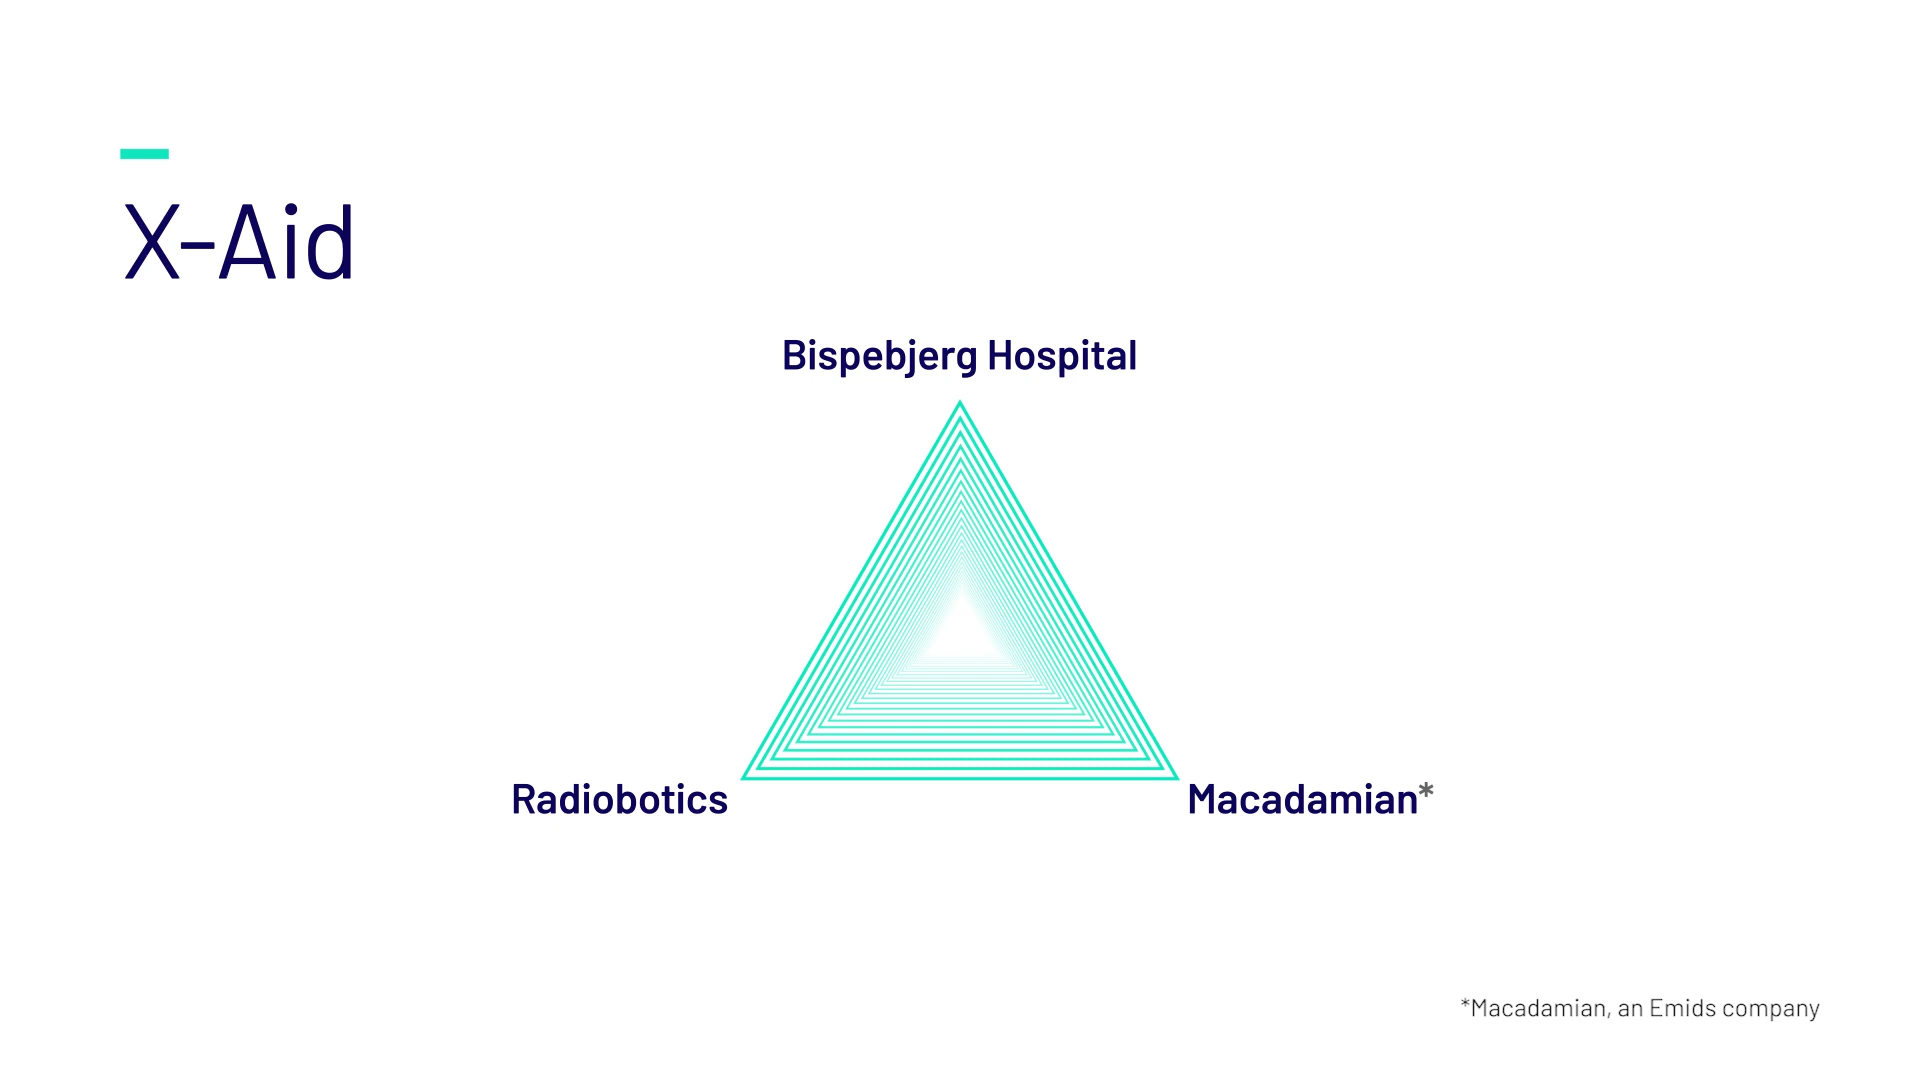 X-Aid
Bispebjerg Hospital
Radiobotics
Macadamian*
*Macadamian, an Emids company